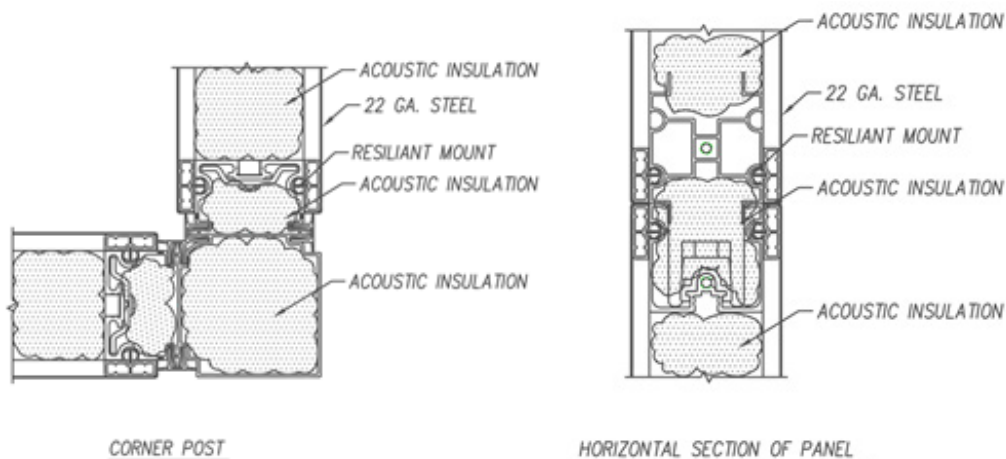 ACOUSTIC INSULATION
22 GA. STEEL
RESILIANT MOUNT
ACOUSTIC INSULATION
ACOUSTIC INSULATION
CORNER POST
ACOUSTIC INSULATION
22 GA. STEEL
RESILIANT MOUNT
ACOUSTIC INSULATION
ACOUSTIC INSULATION
HORIZONTAL SECTION OF PANEL